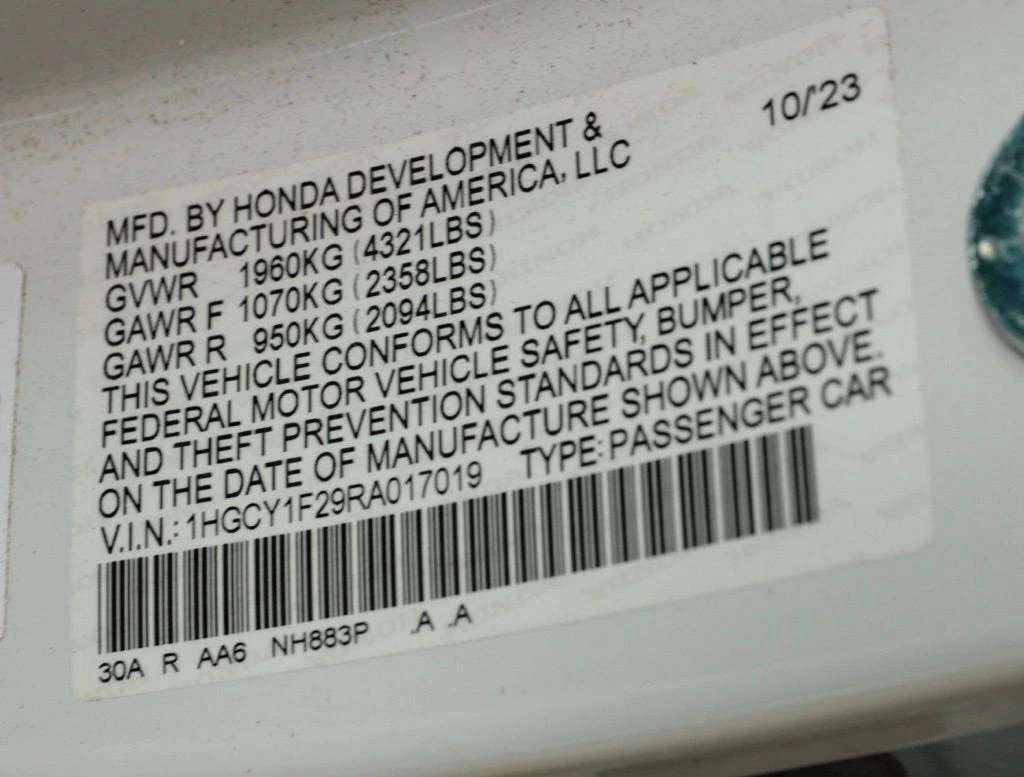 10/'23
MFD. BY HONDA DEVELOPMENT &
MANUFACTURING OF AMERICA, LLC
GVWR 1960KG (4321LBS)
GAWR F 1070KG (2358LBS)
GAWR R 950KG (2094LBS)
THIS VEHICLE CONFORMS TO ALL APPLICABLE
FEDERAL MOTOR VEHICLE SAFETY, BUMPER,
AND THEFT PREVENTION STANDARDS IN EFFECT
ON THE DATE OF MANUFACTURE SHOWN ABOVE.
V.I.N.: 1HGCY1F29RA017019 TYPE: PASSENGER CAR
30A R AA6 NH883P .A .A